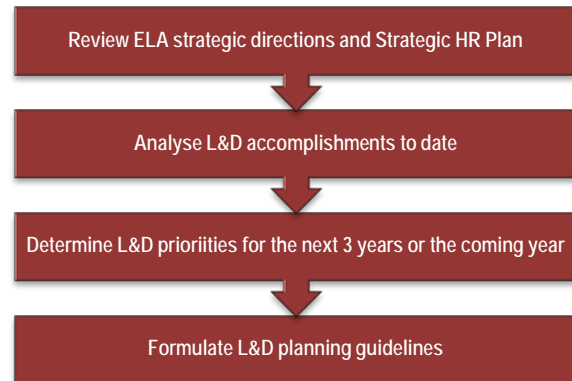 Review ELA strategic directions and Strategic HR Plan
Analyse L&D accomplishments to date
Determine L&D prioriities for the next 3 years or the coming year
Formulate L&D planning guidelines